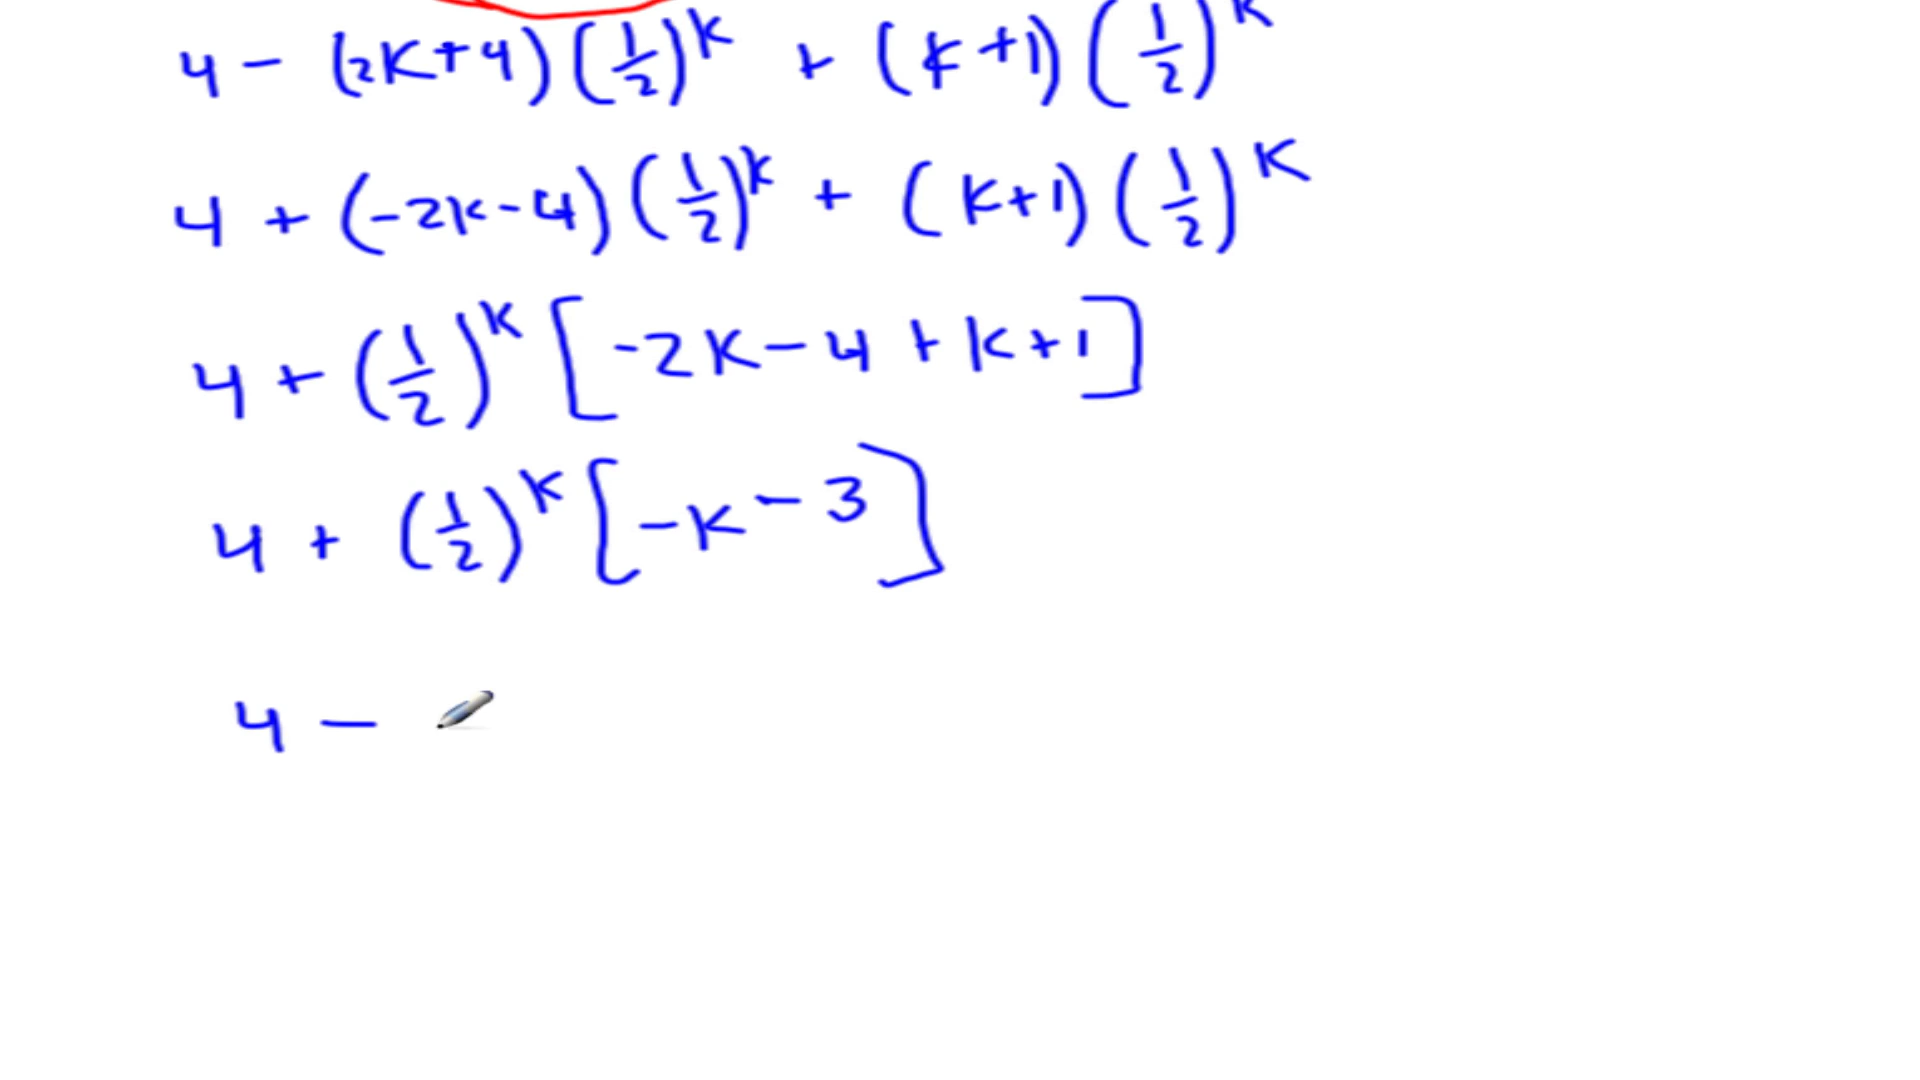 4 - (2k+4)(1/2)^k + (k+1)(1/2)^k
4 + (-2k-4)(1/2)^k + (k+1)(1/2)^k
4 + (1/2)^k [-2k-4+k+1]
4 + (1/2)^k [-k-3]
4 -